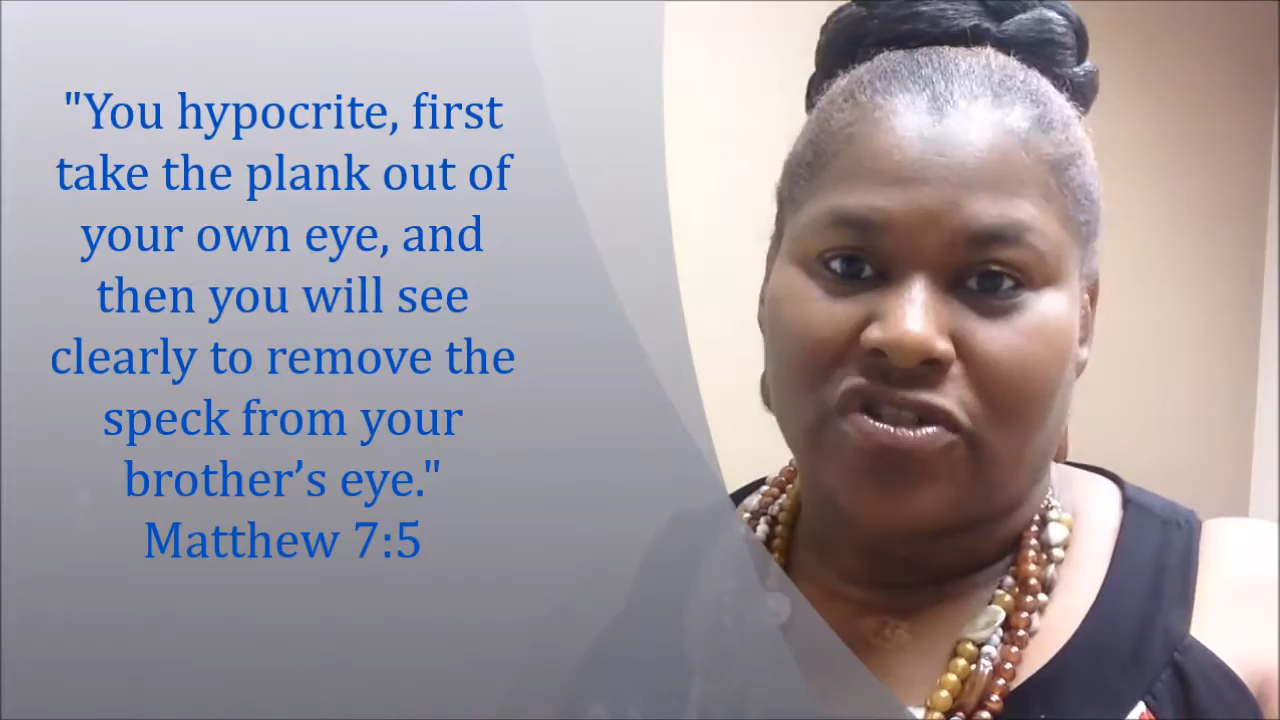 "You hypocrite, first
take the plank out of
your own eye, and
then you will see
clearly to remove the
speck from your
brother’s eye."
Matthew 7:5